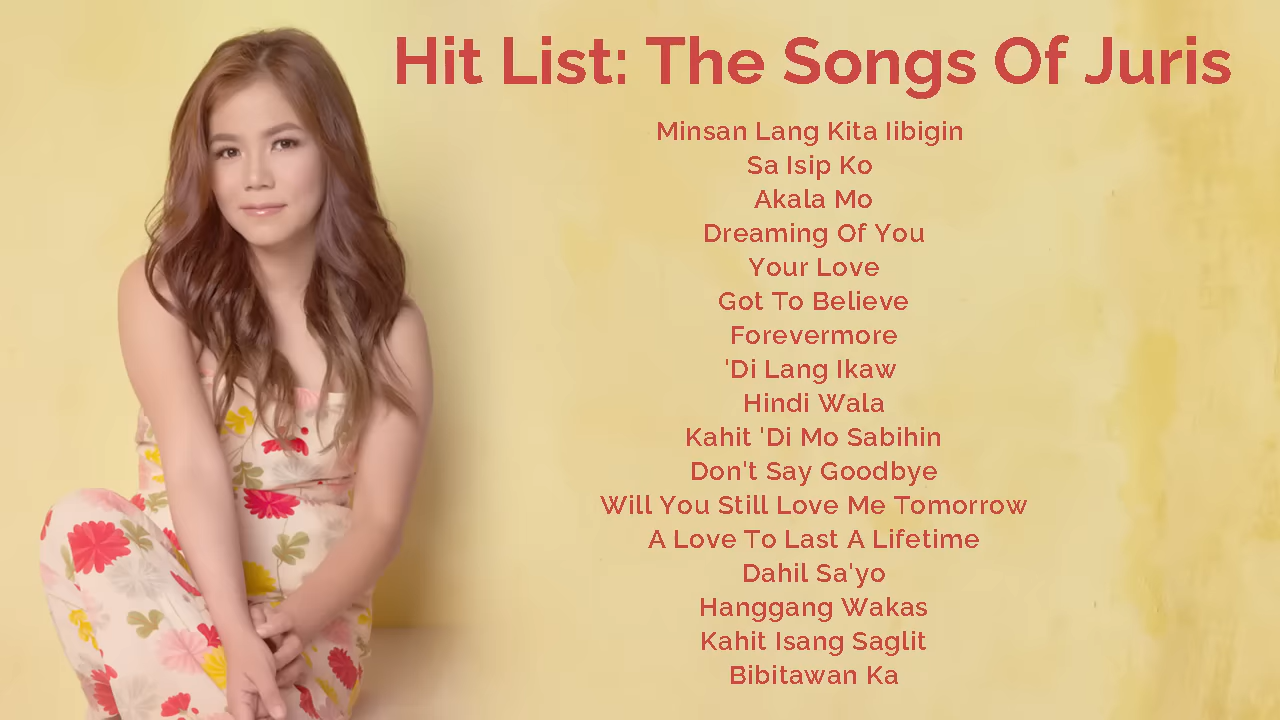 Hit List: The Songs Of Juris
Minsan Lang Kita Iibigin
Sa Isip Ko
Akala Mo
Dreaming Of You
Your Love
Got To Believe
Forevermore
'Di Lang Ikaw
Hindi Wala
Kahit 'Di Mo Sabihin
Don't Say Goodbye
Will You Still Love Me Tomorrow
A Love To Last A Lifetime
Dahil Sa'yo
Hanggang Wakas
Kahit Isang Saglit
Bibitawan Ka